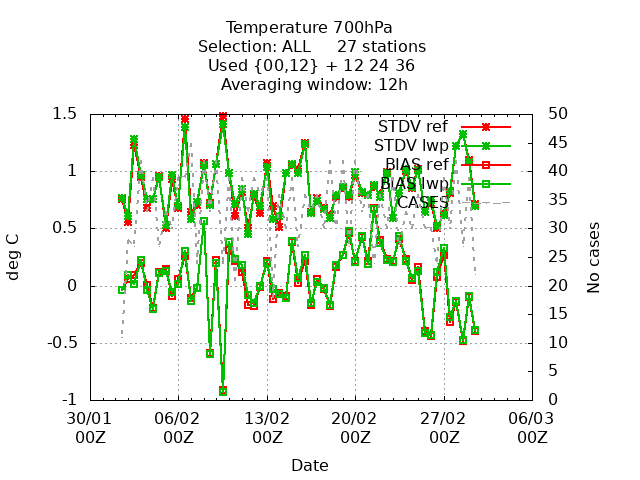 Temperature 700hPa
Selection: ALL 27 stations
Used {00,12} + 12 24 36
Averaging window: 12h
STDV ref
STDV lwp
BIAS ref
BIAS lwp
CASES
1.5
1
0.5
0
-0.5
-1
50
45
40
35
30
25
20
15
10
5
0
deg C
No cases
30/01 06/02 13/02 20/02 27/02 06/03
00Z 00Z 00Z 00Z 00Z 00Z
Date